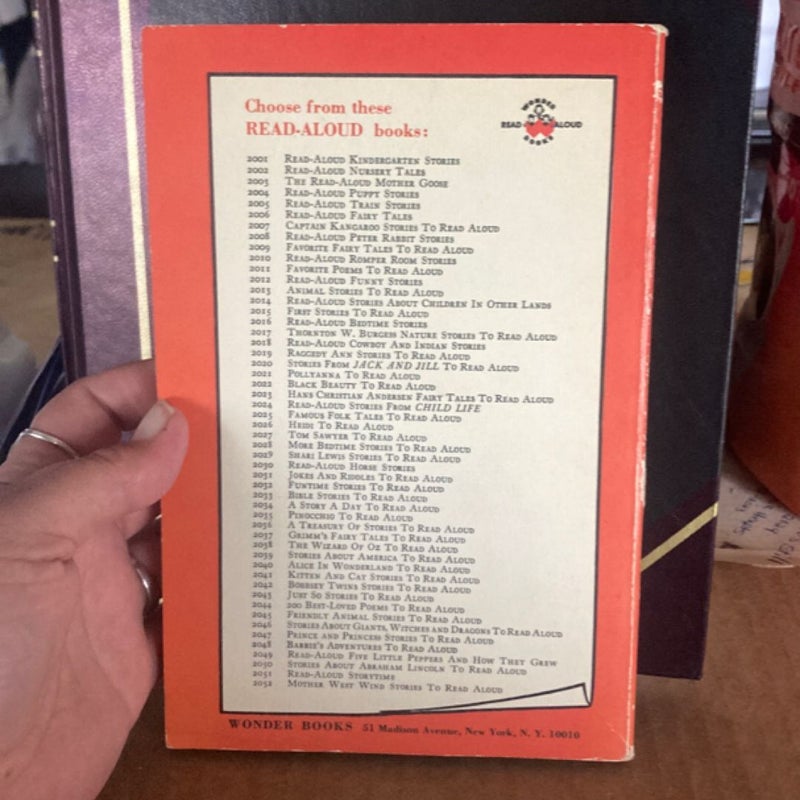 Choose from these
READ-ALOUD books:
WONDER
READ- ALOUD
BOOKS
2001 READ-ALOUD KINDERGARTEN STORIES
2002 READ-ALOUD NURSERY TALES
2003 THE READ-ALOUD MOTHER GOOSE
2004 READ-ALOUD PUPPY STORIES
2005 READ-ALOUD TRAIN STORIES
2006 READ-ALOUD FAIRY TALES
2007 CAPTAIN KANGAROO STORIES TO READ ALOUD
2008 READ-ALOUD PETER RABBIT STORIES
2009 FAVORITE FAIRY TALES TO READ ALOUD
2010 READ-ALOUD ROMPER ROOM STORIES
2011 FAVORITE POEMS TO READ ALOUD
2012 READ-ALOUD FUNNY STORIES
2013 ANIMAL STORIES TO READ ALOUD
2014 READ-ALOUD STORIES ABOUT CHILDREN IN OTHER LANDS
2015 FIRST STORIES TO READ ALOUD
2016 READ-ALOUD BEDTIME STORIES
2017 THORNTON W. BURGESS NATURE STORIES TO READ ALOUD
2018 READ-ALOUD COWBOY AND INDIAN STORIES
2019 RAGGEDY ANN STORIES TO READ ALOUD
2020 STORIES FROM JACK AND JILL TO READ ALOUD
2021 POLLYANNA TO READ ALOUD
2022 BLACK BEAUTY TO READ ALOUD
2023 HANS CHRISTIAN ANDERSEN FAIRY TALES TO READ ALOUD
2024 READ-ALOUD STORIES FROM CHILD LIFE
2025 FAMOUS FOLK TALES TO READ ALOUD
2026 HEIDI TO READ ALOUD
2027 TOM SAWYER TO READ ALOUD
2028 MORE BEDTIME STORIES TO READ ALOUD
2029 SHARI LEWIS STORIES TO READ ALOUD
2030 READ-ALOUD HORSE STORIES
2031 JOKES AND RIDDLES TO READ ALOUD
2032 FUNTIME STORIES TO READ ALOUD
2033 BIBLE STORIES TO READ ALOUD
2034 A STORY A DAY TO READ ALOUD
2035 PINOCCHIO TO READ ALOUD
2036 A TREASURY OF STORIES TO READ ALOUD
2037 GRIMM'S FAIRY TALES TO READ ALOUD
2038 THE WIZARD OF OZ TO READ ALOUD
2039 STORIES ABOUT AMERICA TO READ ALOUD
2040 ALICE IN WONDERLAND TO READ ALOUD
2041 KITTEN AND CAT STORIES TO READ ALOUD
2042 BOBBSEY TWINS STORIES TO READ ALOUD
2043 JUST SO STORIES TO READ ALOUD
2044 200 BEST-LOVED POEMS TO READ ALOUD
2045 FRIENDLY ANIMAL STORIES TO READ ALOUD
2046 STORIES ABOUT GIANTS, WITCHES AND DRAGONS TO READ ALOUD
2047 PRINCE AND PRINCESS STORIES TO READ ALOUD
2048 BARBIE'S ADVENTURES TO READ ALOUD
2049 READ-ALOUD FIVE LITTLE PEPPERS AND HOW THEY GREW
2050 STORIES ABOUT ABRAHAM LINCOLN TO READ ALOUD
2051 READ-ALOUD STORYTIME
2052 MOTHER WEST WIND STORIES TO READ ALOUD
WONDER BOOKS 51 Madison Avenue, New York, N. Y. 10010